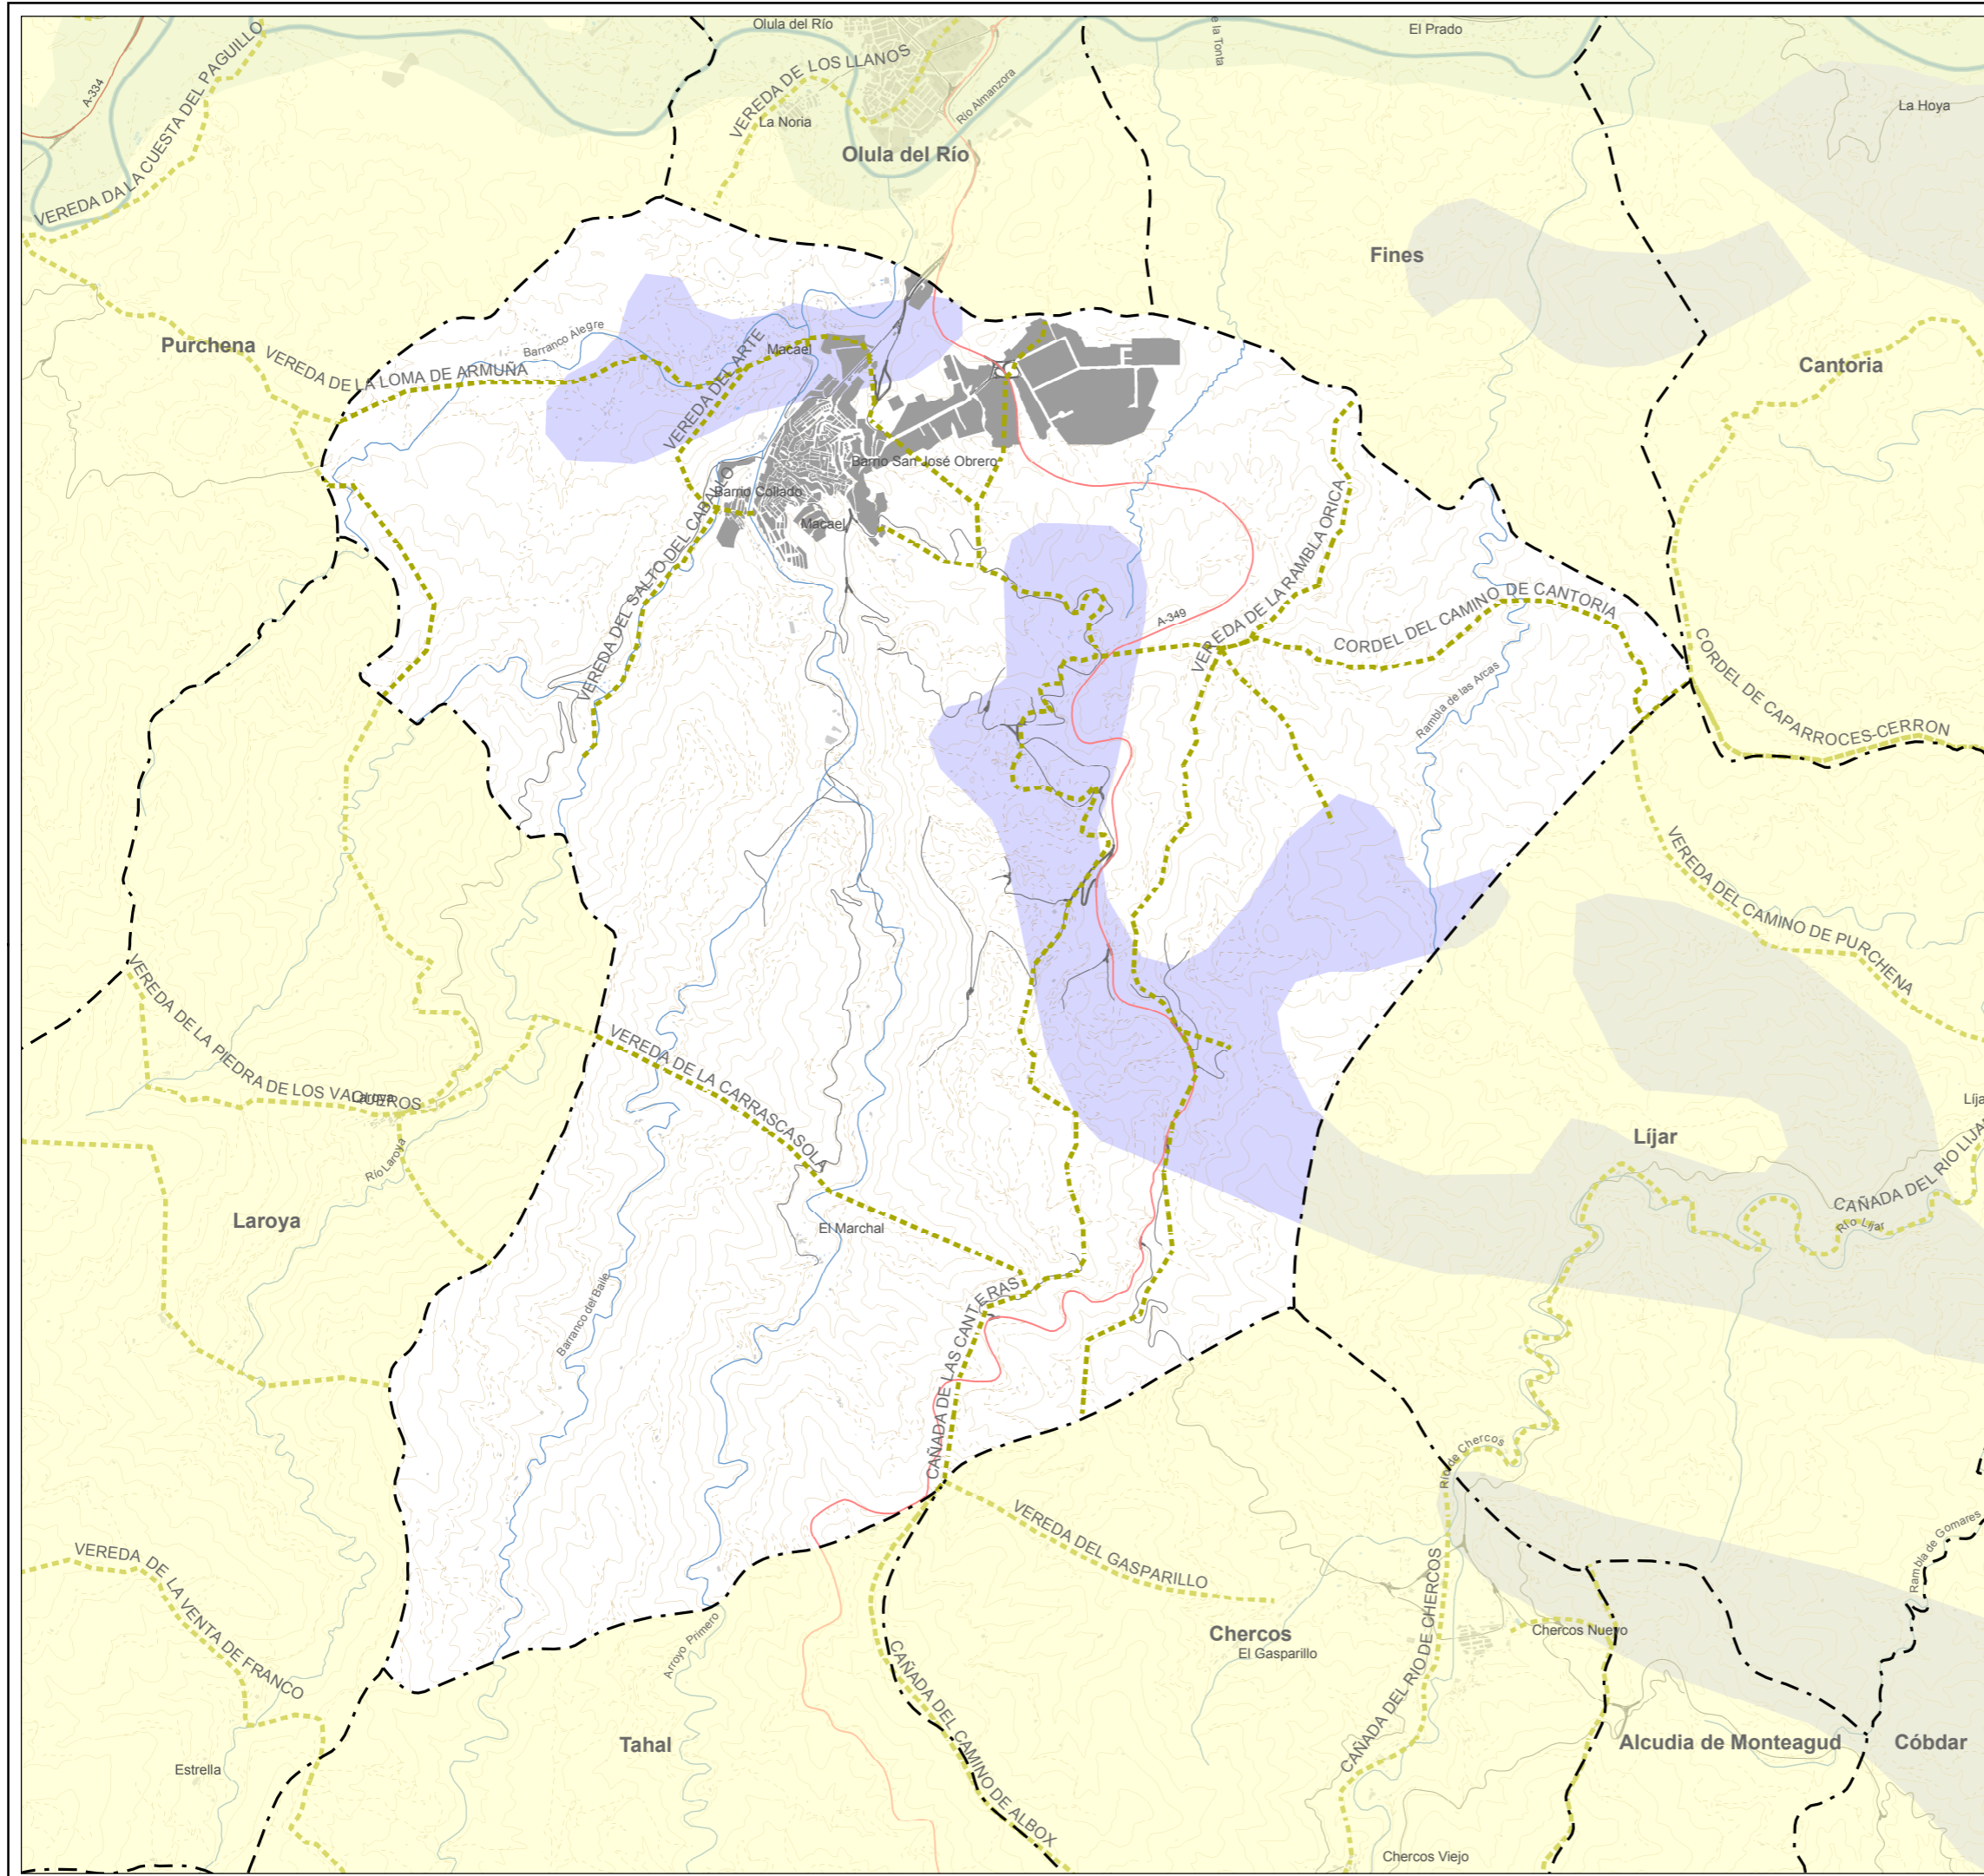 Olula del Río
El Prado
e la Tonta
A-334
VEREDA DA LA CUESTA DEL PAGUILLO
VEREDA DE LOS LLANOS
La Noria
Río Almanzora
La Hoya
Olula del Río
Fines
Purchena
VEREDA DE LA LOMA DE ARMUÑA
Barranco Alegre
Macael
VEREDA DEL ARTE
Cantoria
Barrio San José Obrero
Barrio Collado
Macael
VEREDA DEL SALTO DEL CABALLO
VEREDA DE LA RAMBLA ORICA
A-349
CORDEL DEL CAMINO DE CANTORIA
Rambla de las Arcas
CORDEL DE CAPARROCES-CERRON
VEREDA DEL CAMINO DE PURCHENA
VEREDA DE LA PIEDRA DE LOS VAQUEROS
Laroya
VEREDA DE LA CARRASCASOLA
Líja
Líjar
Río Laroya
CAÑADA DEL RIO LIJA
Río Líjar
Laroya
El Marchal
Barranco del Baile
CAÑADA DE LAS CANTERAS
Río de Chercos
VEREDA DEL GASPARILLO
Rambla de Gomares
VEREDA DE LA VENTA DE FRANCO
Arroyo Primero
Chercos
El Gasparillo
Chercos Nuevo
CAÑADA DEL RIO DE CHERCOS
CAÑADA DEL CAMINO DE ALBOX
Tahal
Alcudia de Monteagud
Cóbdar
Estrella
Chercos Viejo